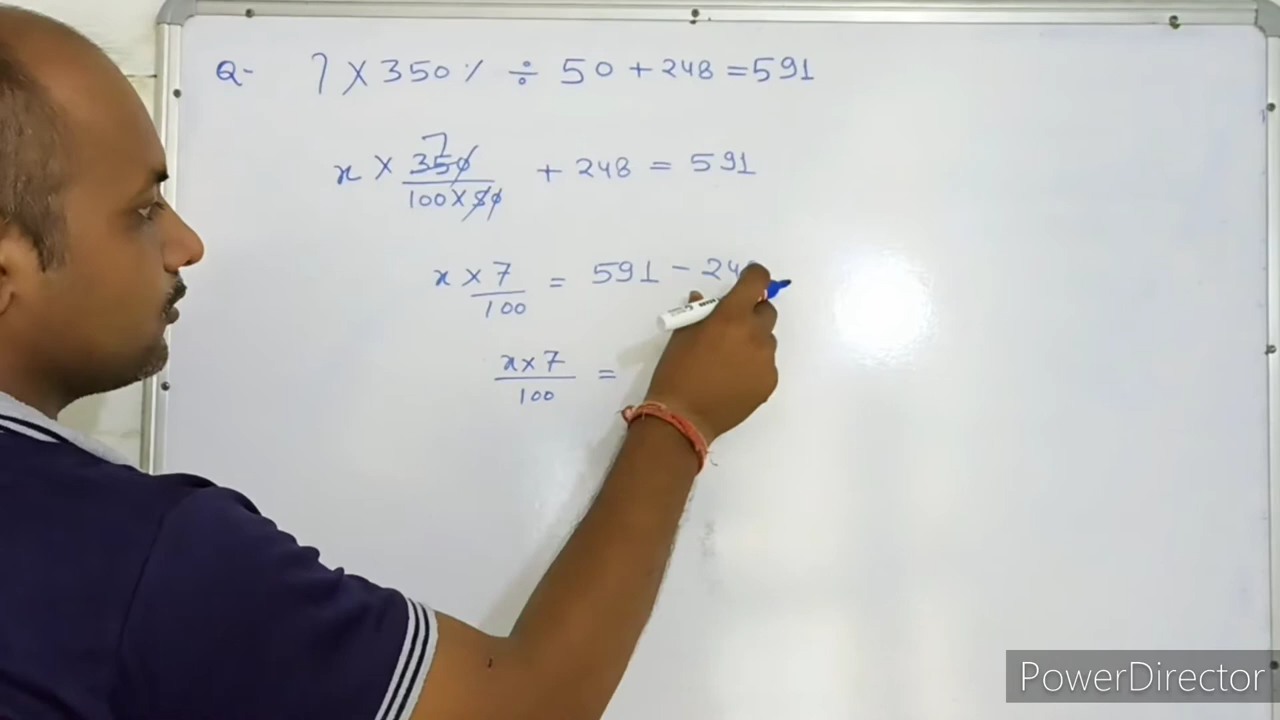 Q- ? × 350 % ÷ 50 + 248 = 591
x × 350/100×50 7 + 248 = 591
x × 7/100 = 591 - 24
x × 7/100 =
PowerDirector